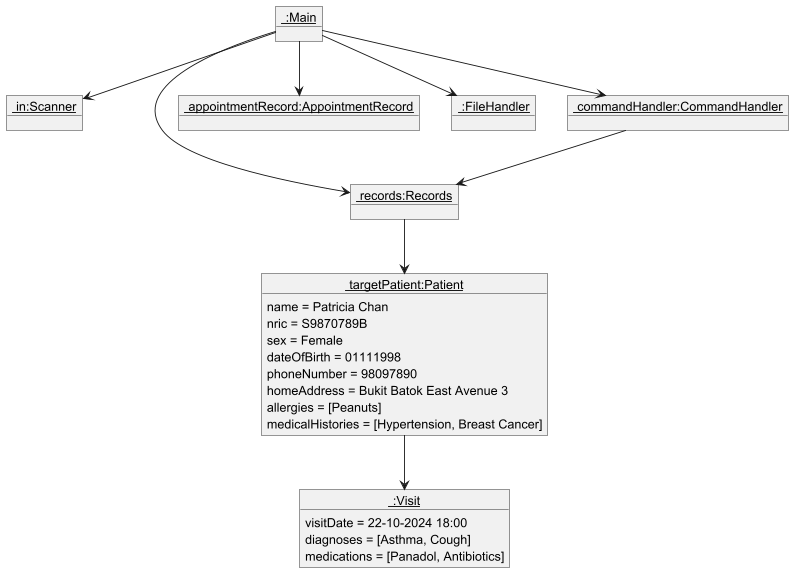 :Main
in:Scanner
appointmentRecord:AppointmentRecord
:FileHandler
commandHandler:CommandHandler
records:Records
targetPatient:Patient
name = Patricia Chan
nric = S9870789B
sex = Female
dateOfBirth = 01111998
phoneNumber = 98097890
homeAddress = Bukit Batok East Avenue 3
allergies = [Peanuts]
medicalHistories = [Hypertension, Breast Cancer]
:Visit
visitDate = 22-10-2024 18:00
diagnoses = [Asthma, Cough]
medications = [Panadol, Antibiotics]